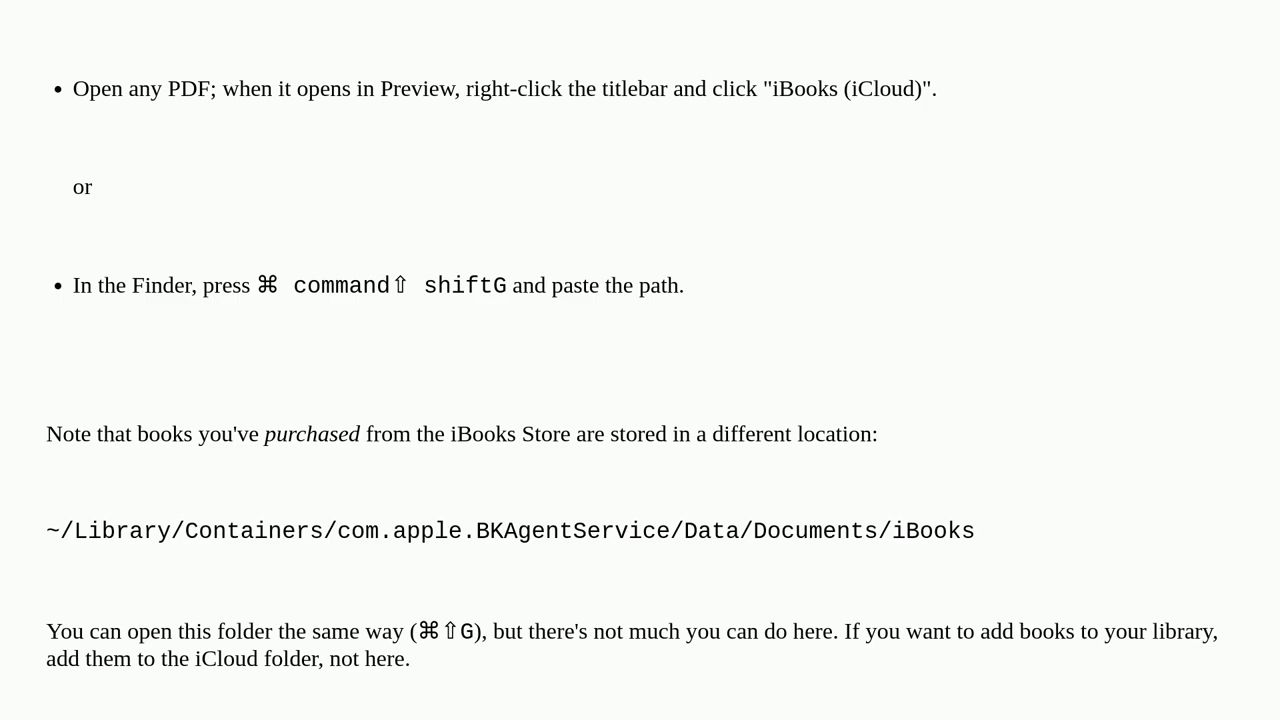 • Open any PDF; when it opens in Preview, right-click the titlebar and click "iBooks (iCloud)".
or
• In the Finder, press ⌘ command⇧ shiftG and paste the path.
Note that books you've purchased from the iBooks Store are stored in a different location:
~/Library/Containers/com.apple.BKAgentService/Data/Documents/iBooks
You can open this folder the same way (⌘⇧G), but there's not much you can do here. If you want to add books to your library,
add them to the iCloud folder, not here.